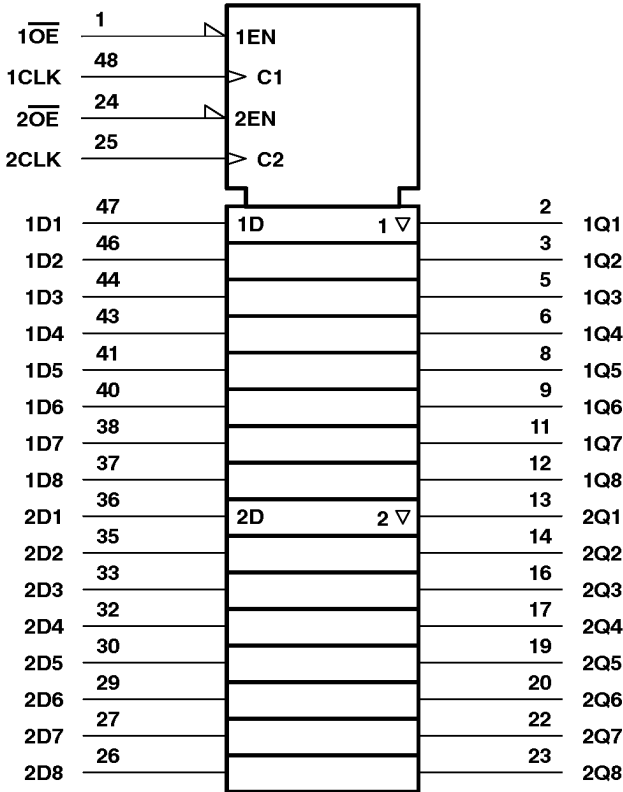 1O̅E̅ 1 1EN
1CLK 48 C1
2O̅E̅ 24 2EN
2CLK 25 C2
1D1 47 1D 1 ▽ 2 1Q1
1D2 46 3 1Q2
1D3 44 5 1Q3
1D4 43 6 1Q4
1D5 41 8 1Q5
1D6 40 9 1Q6
1D7 38 11 1Q7
1D8 37 12 1Q8
2D1 36 2D 2 ▽ 13 2Q1
2D2 35 14 2Q2
2D3 33 16 2Q3
2D4 32 17 2Q4
2D5 30 19 2Q5
2D6 29 20 2Q6
2D7 27 22 2Q7
2D8 26 23 2Q8